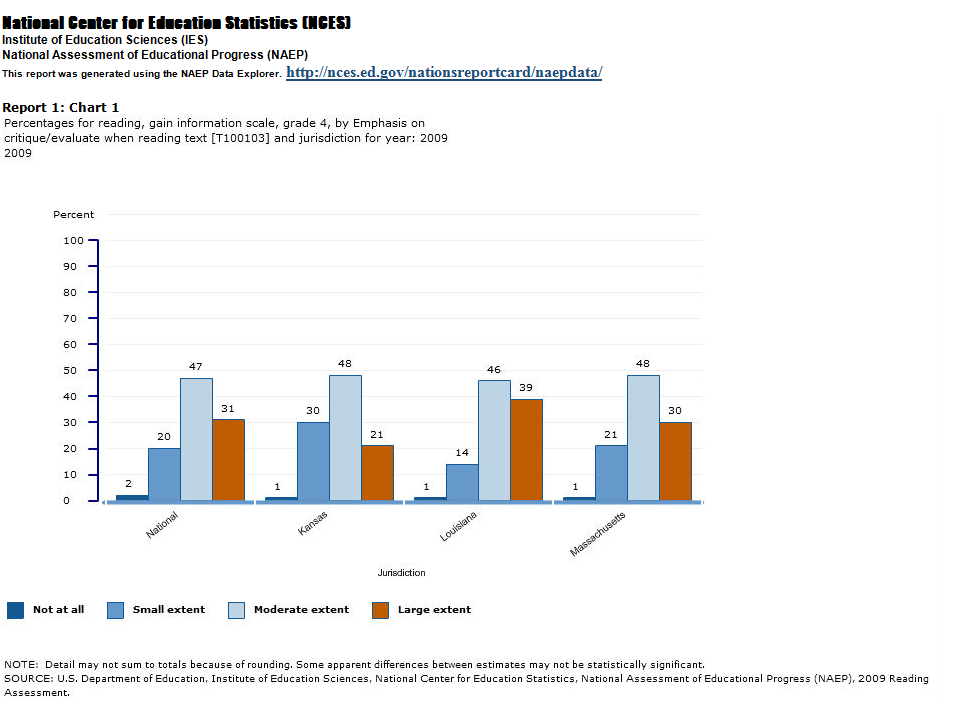 National Center for Education Statistics (NCES)
Institute of Education Sciences (IES)
National Assessment of Educational Progress (NAEP)
This report was generated using the NAEP Data Explorer. http://nces.ed.gov/nationsreportcard/naepdata/
Report 1: Chart 1
Percentages for reading, gain information scale, grade 4, by Emphasis on
critique/evaluate when reading text [T100103] and jurisdiction for year: 2009
2009
Percent
100
90
80
70
60
50
40
30
20
10
0
2
20
47
31
1
30
48
21
1
14
46
39
1
21
48
30
National
Kansas
Louisiana
Massachusetts
Jurisdiction
Not at all
Small extent
Moderate extent
Large extent
NOTE: Detail may not sum to totals because of rounding. Some apparent differences between estimates may not be statistically significant.
SOURCE: U.S. Department of Education, Institute of Education Sciences, National Center for Education Statistics, National Assessment of Educational Progress (NAEP), 2009 Reading
Assessment.